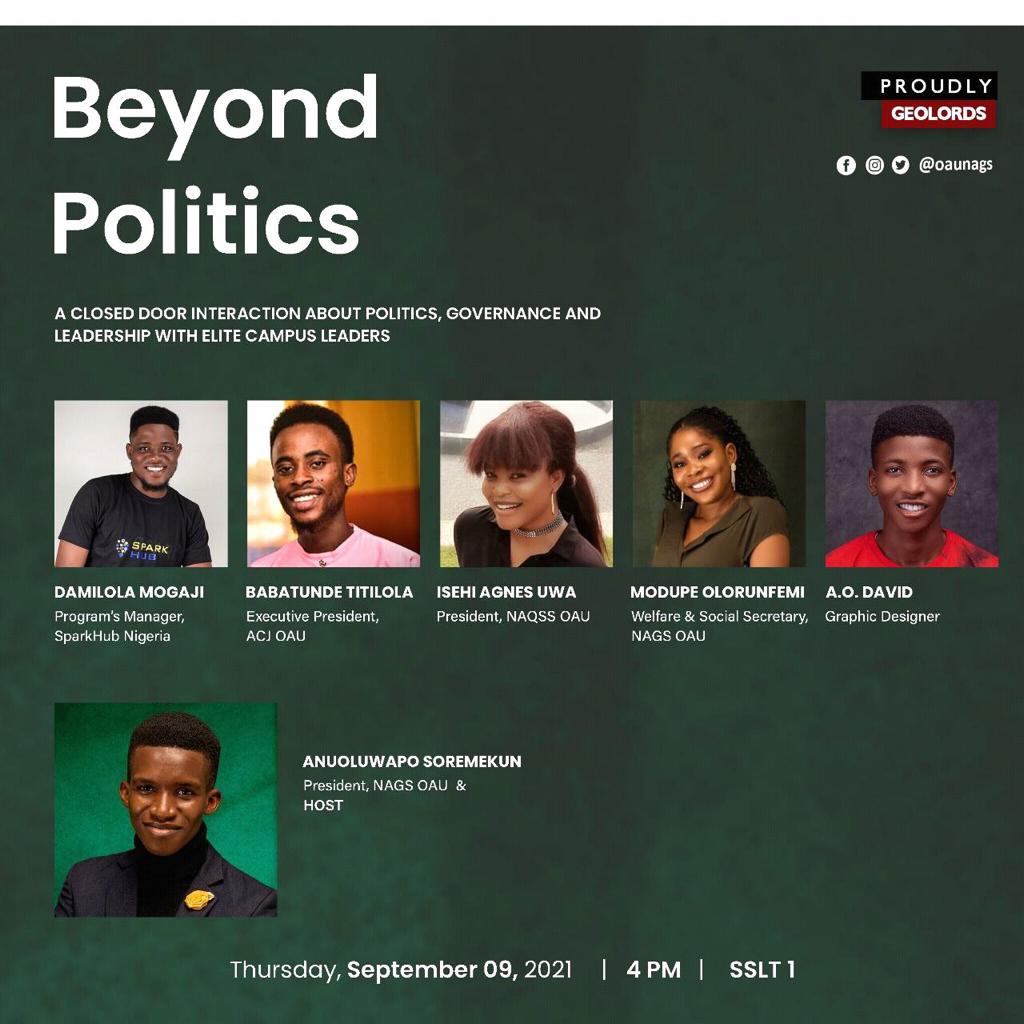 Beyond
Politics
PROUDLY
GEOLORDS
@oaunags
A CLOSED DOOR INTERACTION ABOUT POLITICS, GOVERNANCE AND
LEADERSHIP WITH ELITE CAMPUS LEADERS
SPARK
HUB
DAMILOLA MOGAJI
Program's Manager,
SparkHub Nigeria
BABATUNDE TITILOLA
Executive President,
ACJ OAU
ISEHI AGNES UWA
President, NAQSS OAU
MODUPE OLORUNFEMI
Welfare & Social Secretary,
NAGS OAU
A.O. DAVID
Graphic Designer
ANUOLUWAPO SOREMEKUN
President, NAGS OAU &
HOST
Thursday, September 09, 2021 | 4 PM | SSLT 1